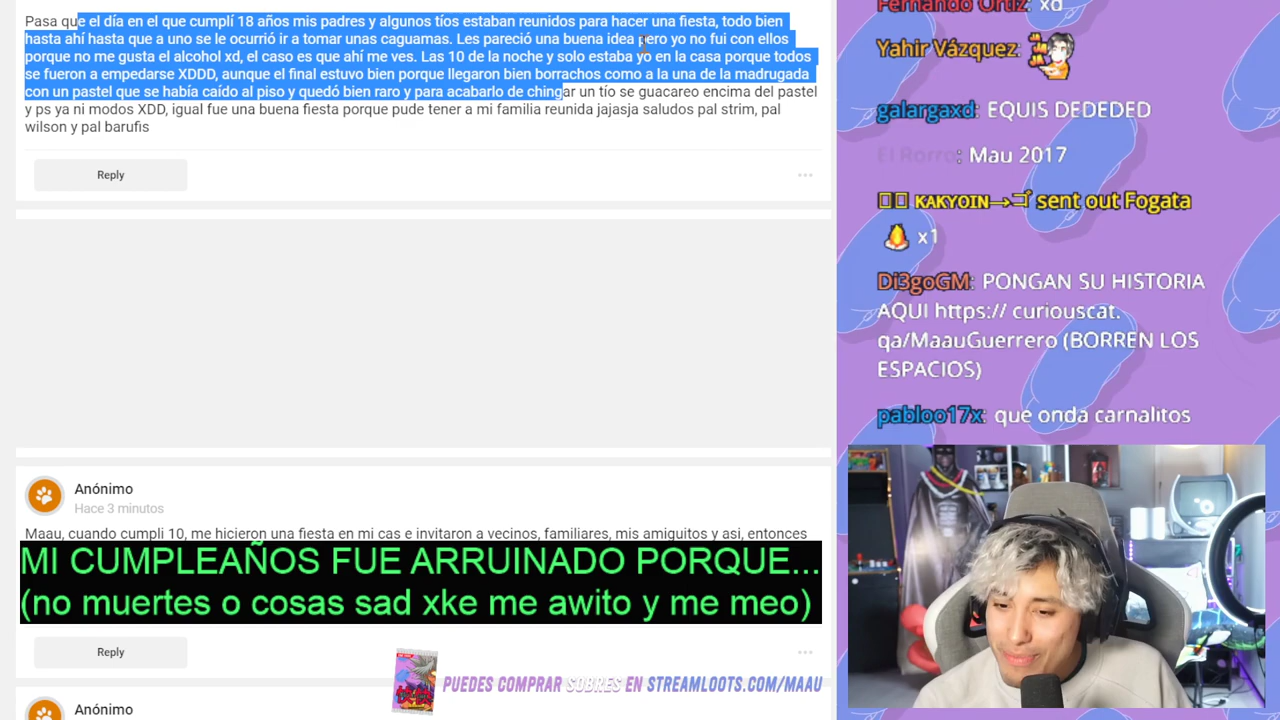 Pasa que el día en el que cumplí 18 años mis padres y algunos tíos estaban reunidos para hacer una fiesta, todo bien
hasta ahí hasta que a uno se le ocurrió ir a tomar unas caguamas. Les pareció una buena idea pero yo no fui con ellos
porque no me gusta el alcohol xd, el caso es que ahí me ves. Las 10 de la noche y solo estaba yo en la casa porque todos
se fueron a empedarse XDDD, aunque el final estuvo bien porque llegaron bien borrachos como a la una de la madrugada
con un pastel que se había caído al piso y quedó bien raro y para acabarlo de chingar un tío se guacareo encima del pastel
y ps ya ni modos XDD, igual fue una buena fiesta porque pude tener a mi familia reunida jajasja saludos pal strim, pal
wilson y pal barufis
Reply
Anónimo
Hace 3 minutos
Maau, cuando cumpli 10, me hicieron una fiesta en mi cas e invitaron a vecinos, familiares, mis amiguitos y asi, entonces
MI CUMPLEAÑOS FUE ARRUINADO PORQUE...
(no muertes o cosas sad xke me awito y me meo)
Reply
Anónimo
PUEDES COMPRAR SOBRES EN STREAMLOOTS.COM/MAAU
Fernando Ortiz: xd
Yahir Vázquez:
galargaxd: EQUIS DEDEDED
El Rorro: Mau 2017
KAKYOIN→ゴ sent out Fogata
x1
Di3goGM: PONGAN SU HISTORIA
AQUI https:// curiouscat.
qa/MaauGuerrero (BORREN LOS
ESPACIOS)
pabloo17x: que onda carnalitos